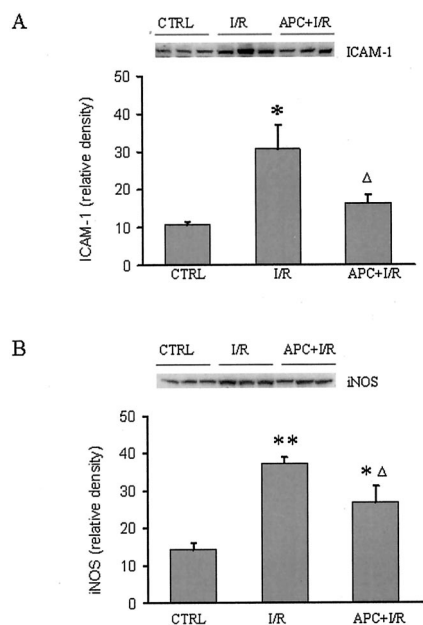 A
CTRL I/R APC+I/R
ICAM-1
ICAM-1 (relative density)
50
40
30
20
10
0
*
Δ
CTRL I/R APC+I/R
B
CTRL I/R APC+I/R
iNOS
iNOS (relative density)
50
40
30
20
10
0
**
* Δ
CTRL I/R APC+I/R